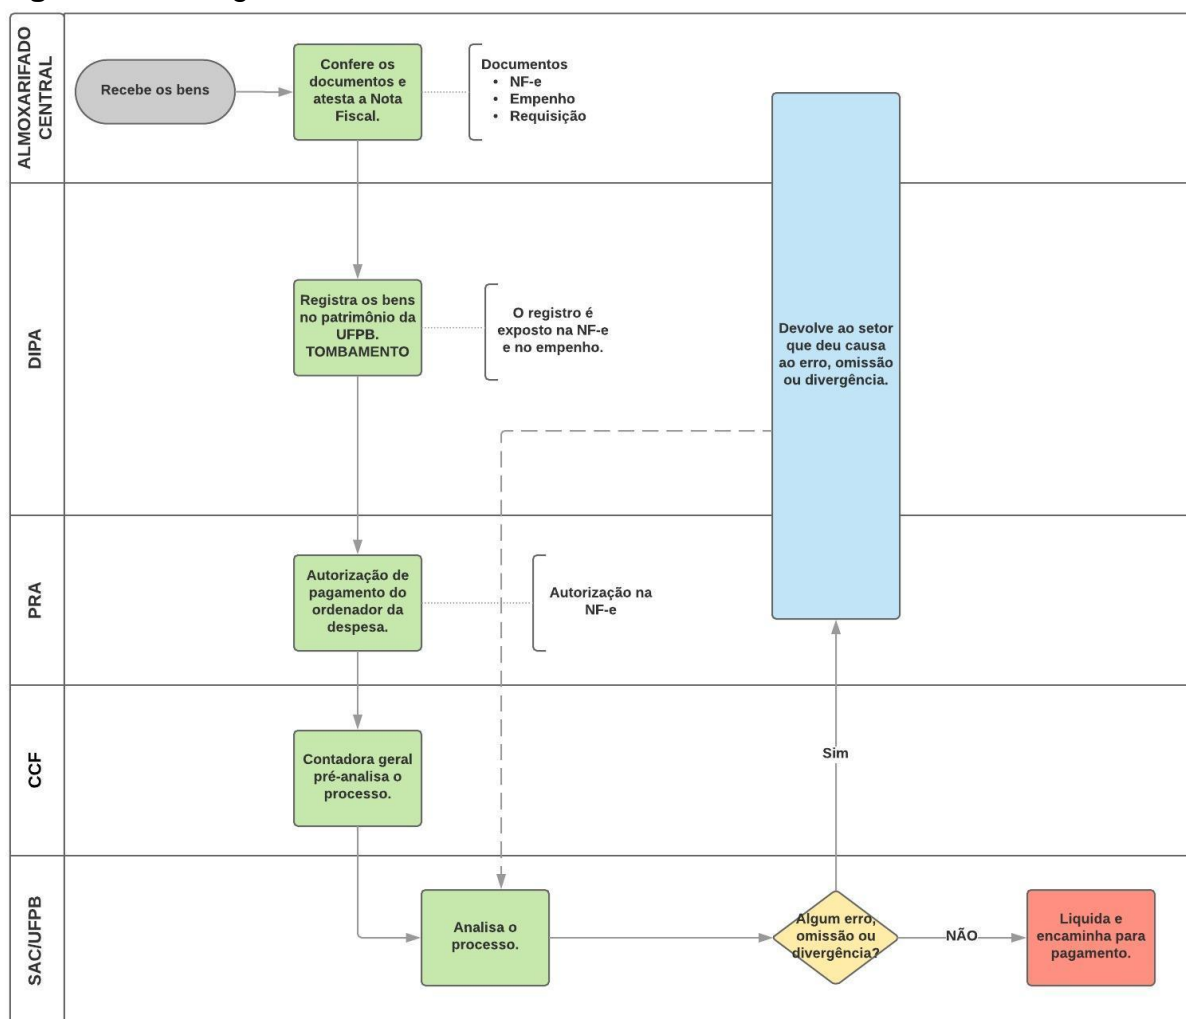 ALMOXARIFADO
CENTRAL
Recebe os bens
Confere os
documentos e
atesta a Nota
Fiscal.
Documentos
• NF-e
• Empenho
• Requisição
DIPA
Registra os bens
no patrimônio da
UFPB.
TOMBAMENTO
O registro é
exposto na NF-e
e no empenho.
Devolve ao setor
que deu causa
ao erro, omissão
ou divergência.
PRA
Autorização de
pagamento do
ordenador da
despesa.
Autorização na
NF-e
CCF
Contadora geral
pré-analisa o
processo.
Sim
SAC/UFPB
Analisa o
processo.
Algum erro,
omissão ou
divergência?
NÃO
Liquida e
encaminha para
pagamento.